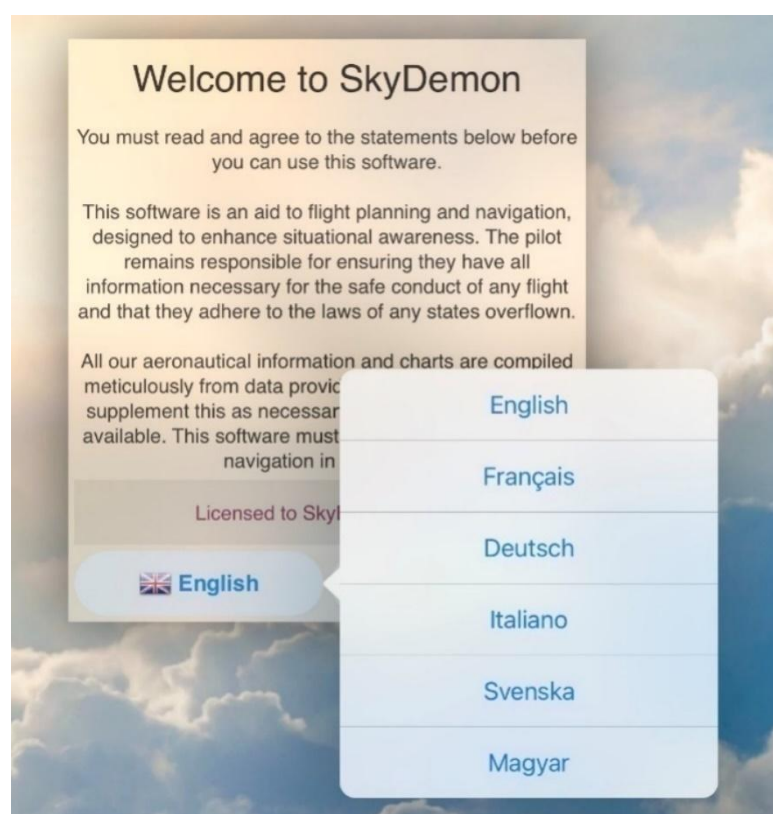 Welcome to SkyDemon
You must read and agree to the statements below before
you can use this software.
This software is an aid to flight planning and navigation,
designed to enhance situational awareness. The pilot
remains responsible for ensuring they have all
information necessary for the safe conduct of any flight
and that they adhere to the laws of any states overflown.
All our aeronautical information and charts are compiled
meticulously from data
supplement this as
available. This software must
navigation in
Licensed to
English
English
Français
Deutsch
Italiano
Svenska
Magyar